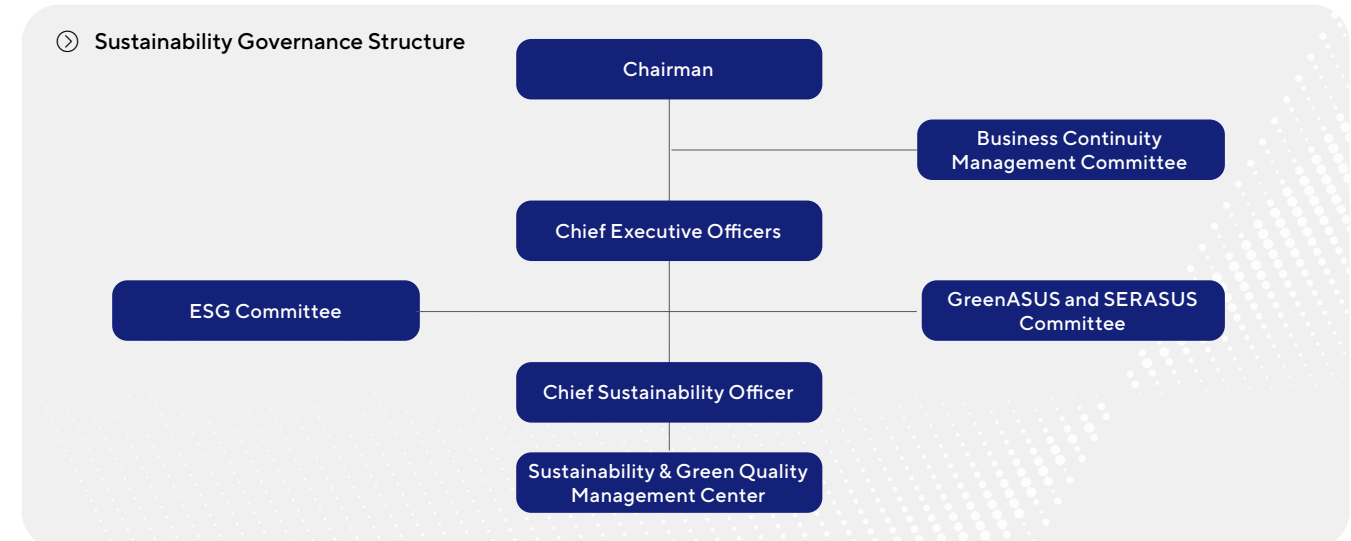 Sustainability Governance Structure
Chairman
Business Continuity
Management Committee
Chief Executive Officers
ESG Committee
GreenASUS and SERASUS
Committee
Chief Sustainability Officer
Sustainability & Green Quality
Management Center